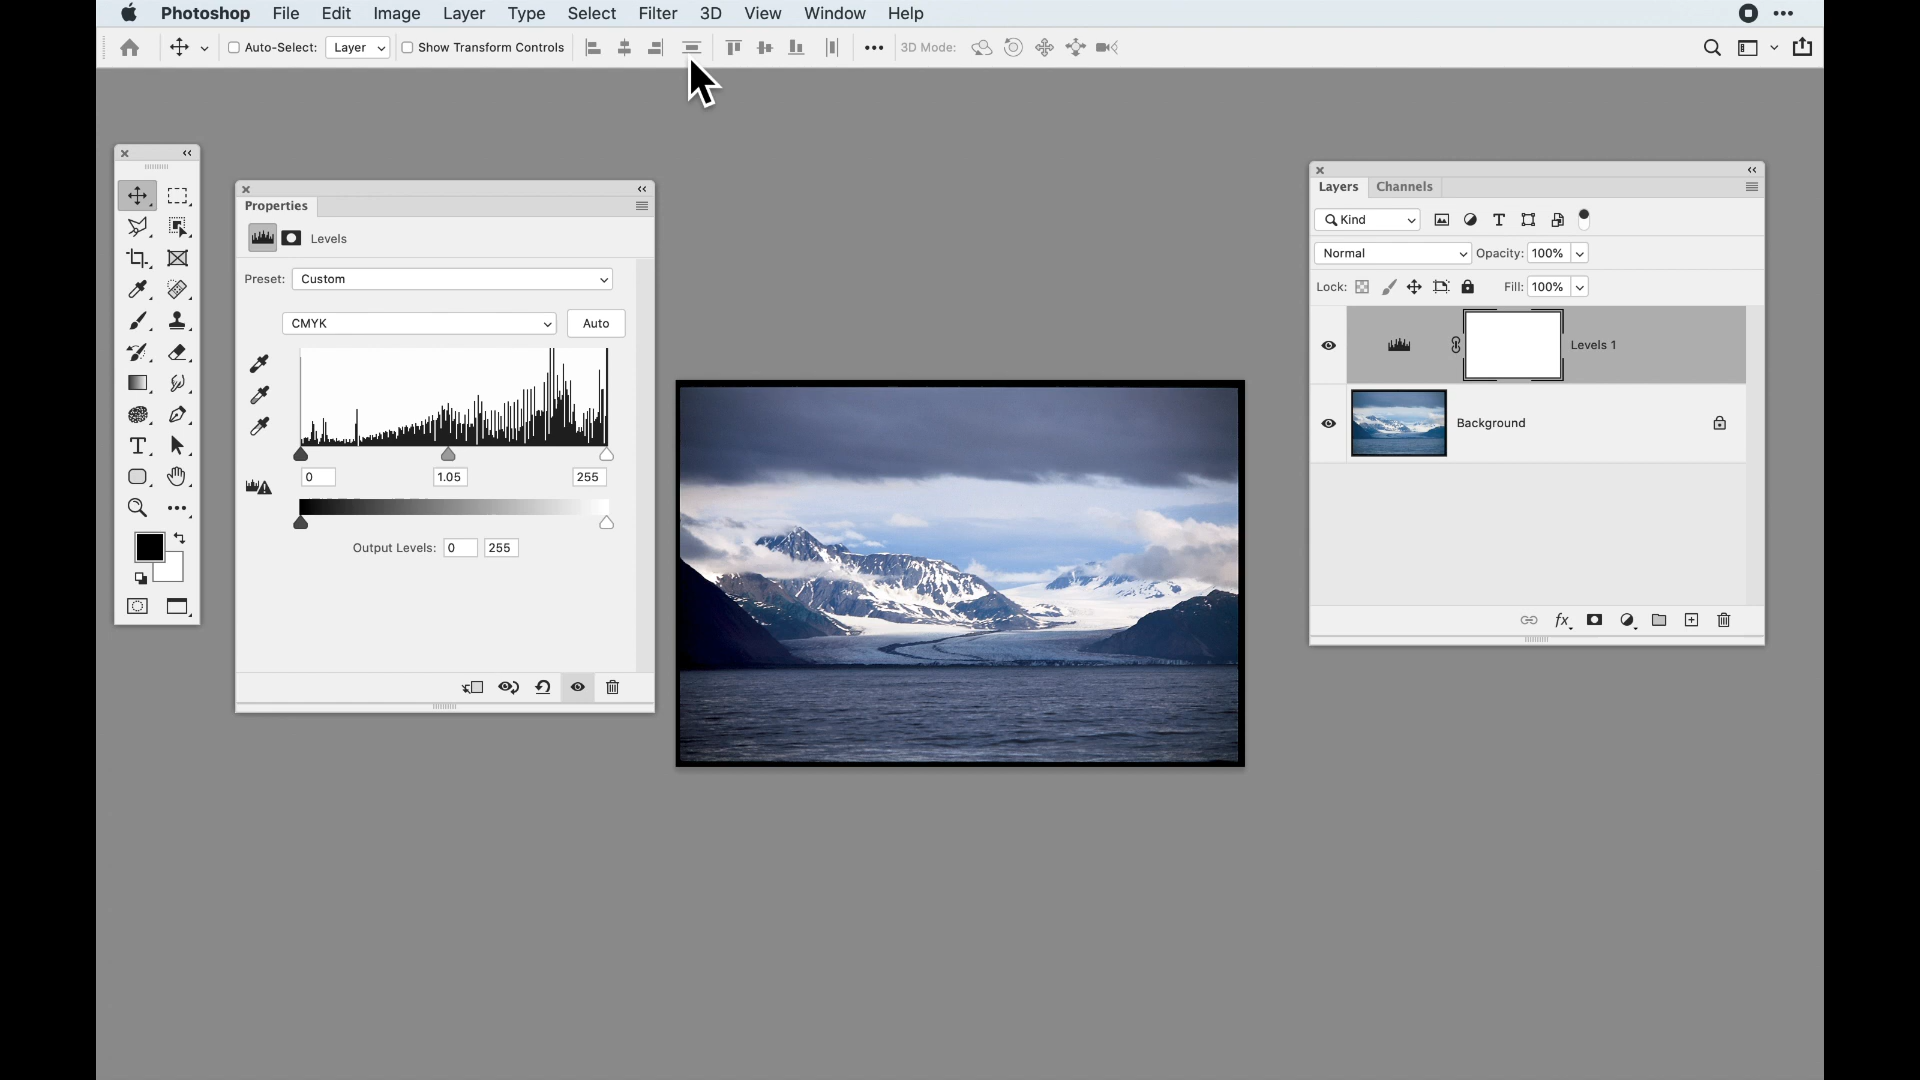 Photoshop File Edit Image Layer Type Select Filter 3D View Window Help
Auto-Select: Layer Show Transform Controls 3D Mode:
Properties
Levels
Preset: Custom
CMYK Auto
0 1.05 255
Output Levels: 0 255
Layers Channels
Kind
Normal Opacity: 100%
Lock: Fill: 100%
Levels 1
Background
fx